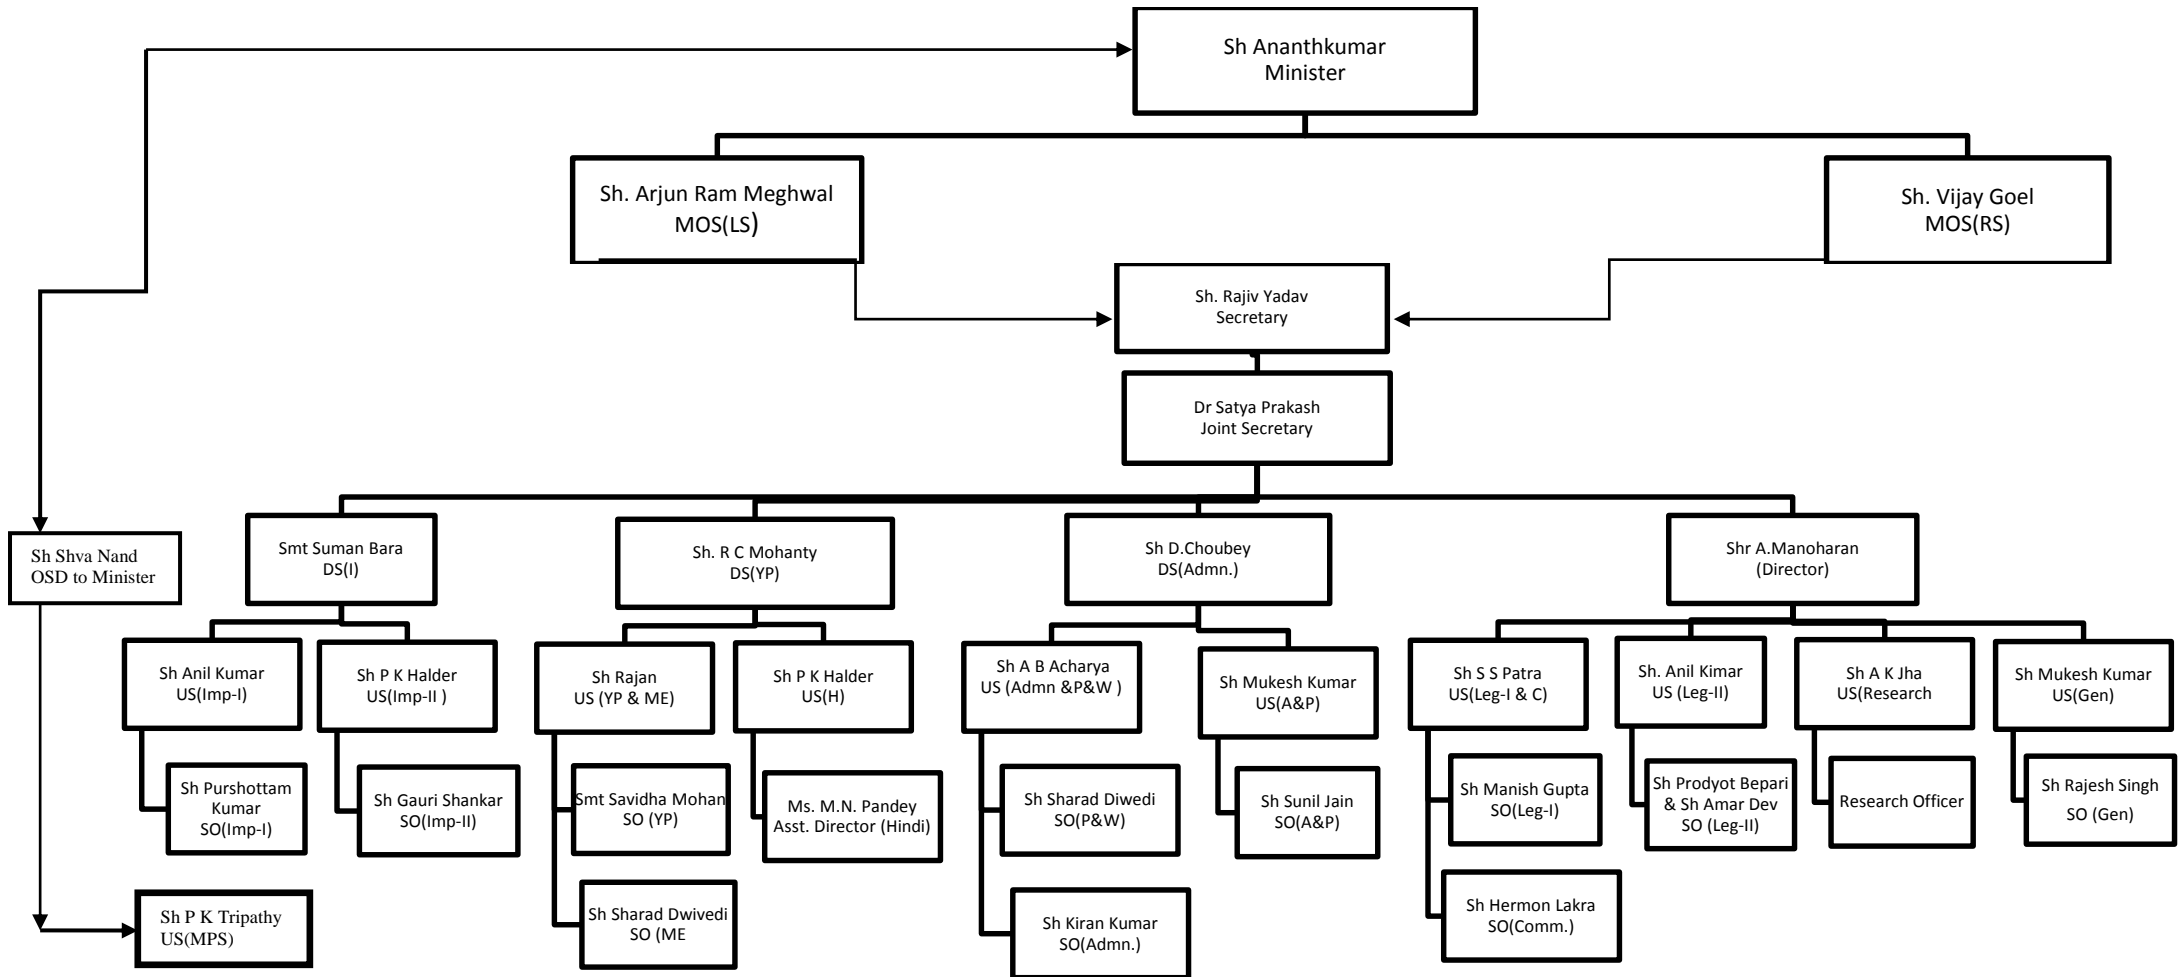 Sh Ananthkumar
Minister
Sh. Arjun Ram Meghwal
MOS(LS)
Sh. Vijay Goel
MOS(RS)
Sh. Rajiv Yadav
Secretary
Dr Satya Prakash
Joint Secretary
Sh Shva Nand
OSD to Minister
Smt Suman Bara
DS(I)
Sh. R C Mohanty
DS(YP)
Sh D.Choubey
DS(Admn.)
Shr A.Manoharan
(Director)
Sh Anil Kumar
US(Imp-I)
Sh P K Halder
US(Imp-II )
Sh Rajan
US (YP & ME)
Sh P K Halder
US(H)
Sh A B Acharya
US (Admn &P&W )
Sh Mukesh Kumar
US(A&P)
Sh S S Patra
US(Leg-I & C)
Sh. Anil Kimar
US (Leg-II)
Sh A K Jha
US(Research
Sh Mukesh Kumar
US(Gen)
Sh Purshottam
Kumar
SO(Imp-I)
Sh Gauri Shankar
SO(Imp-II)
Smt Savidha Mohan
SO (YP)
Ms. M.N. Pandey
Asst. Director (Hindi)
Sh Sharad Diwedi
SO(P&W)
Sh Sunil Jain
SO(A&P)
Sh Manish Gupta
SO(Leg-I)
Sh Prodyot Bepari
& Sh Amar Dev
SO (Leg-II)
Research Officer
Sh Rajesh Singh
SO (Gen)
Sh P K Tripathy
US(MPS)
Sh Sharad Dwivedi
SO (ME
Sh Kiran Kumar
SO(Admn.)
Sh Hermon Lakra
SO(Comm.)